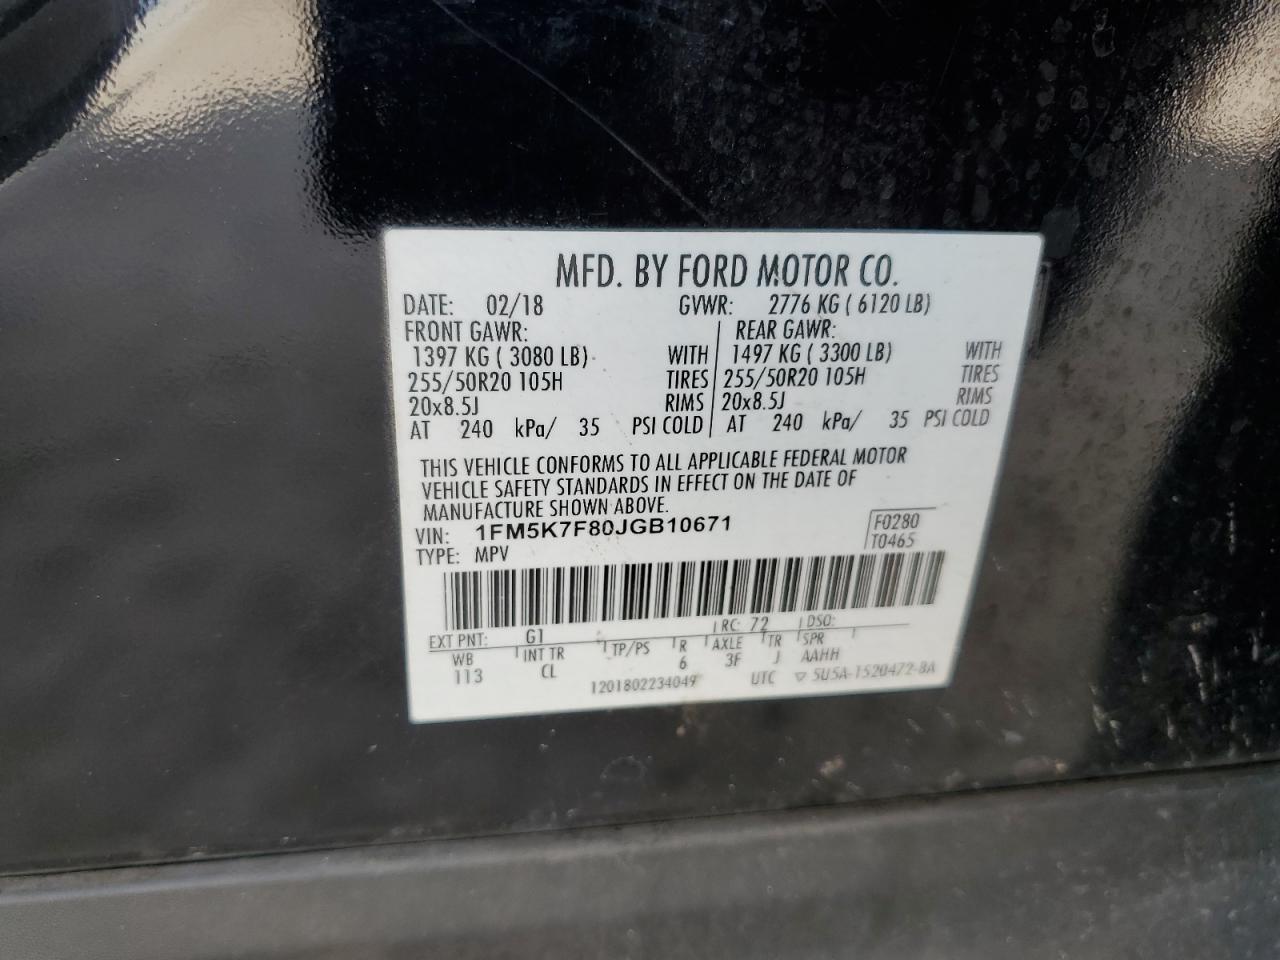 MFD. BY FORD MOTOR CO.
DATE: 02/18 GVWR: 2776 KG ( 6120 LB)
FRONT GAWR: REAR GAWR:
1397 KG ( 3080 LB) WITH 1497 KG ( 3300 LB) WITH
255/50R20 105H TIRES 255/50R20 105H TIRES
20x8.5J RIMS 20x8.5J RIMS
AT 240 kPa/ 35 PSI COLD AT 240 kPa/ 35 PSI COLD
THIS VEHICLE CONFORMS TO ALL APPLICABLE FEDERAL MOTOR
VEHICLE SAFETY STANDARDS IN EFFECT ON THE DATE OF
MANUFACTURE SHOWN ABOVE.
VIN: 1FM5K7F80JGB10671 F0280
TYPE: MPV T0465
EXT PNT: G1 RC: 72 DSO:
WB INT TR TP/PS R AXLE TR SPR
113 CL 6 3F J AAHH
1201802234049 UTC ▽ 5U5A-1520472-BA